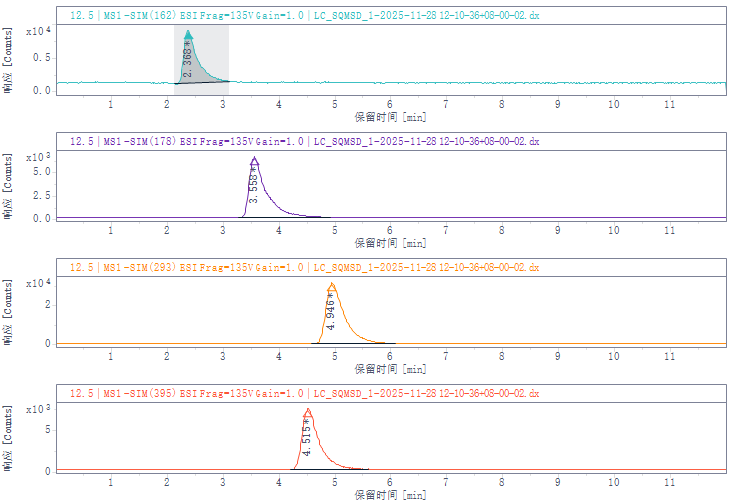 12.5|MS1-SIM(162) ESI Frag=135V Gain=1.0|LC_SQMSD_1-2025-11-28 12-10-36+08-00-02.dx
x10⁴
响应 [Counts]
0.5
0.0
2.368*
1 2 3 4 5 6 7 8 9 10 11
保留时间 [min]
12.5|MS1-SIM(178) ESI Frag=135V Gain=1.0|LC_SQMSD_1-2025-11-28 12-10-36+08-00-02.dx
x10³
响应 [Counts]
5.0
2.5
0.0
3.558*
1 2 3 4 5 6 7 8 9 10 11
保留时间 [min]
12.5|MS1-SIM(293) ESI Frag=135V Gain=1.0|LC_SQMSD_1-2025-11-28 12-10-36+08-00-02.dx
x10⁴
响应 [Counts]
2
0
4.946*
1 2 3 4 5 6 7 8 9 10 11
保留时间 [min]
12.5|MS1-SIM(395) ESI Frag=135V Gain=1.0|LC_SQMSD_1-2025-11-28 12-10-36+08-00-02.dx
x10³
响应 [Counts]
5
0
4.515*
1 2 3 4 5 6 7 8 9 10 11
保留时间 [min]